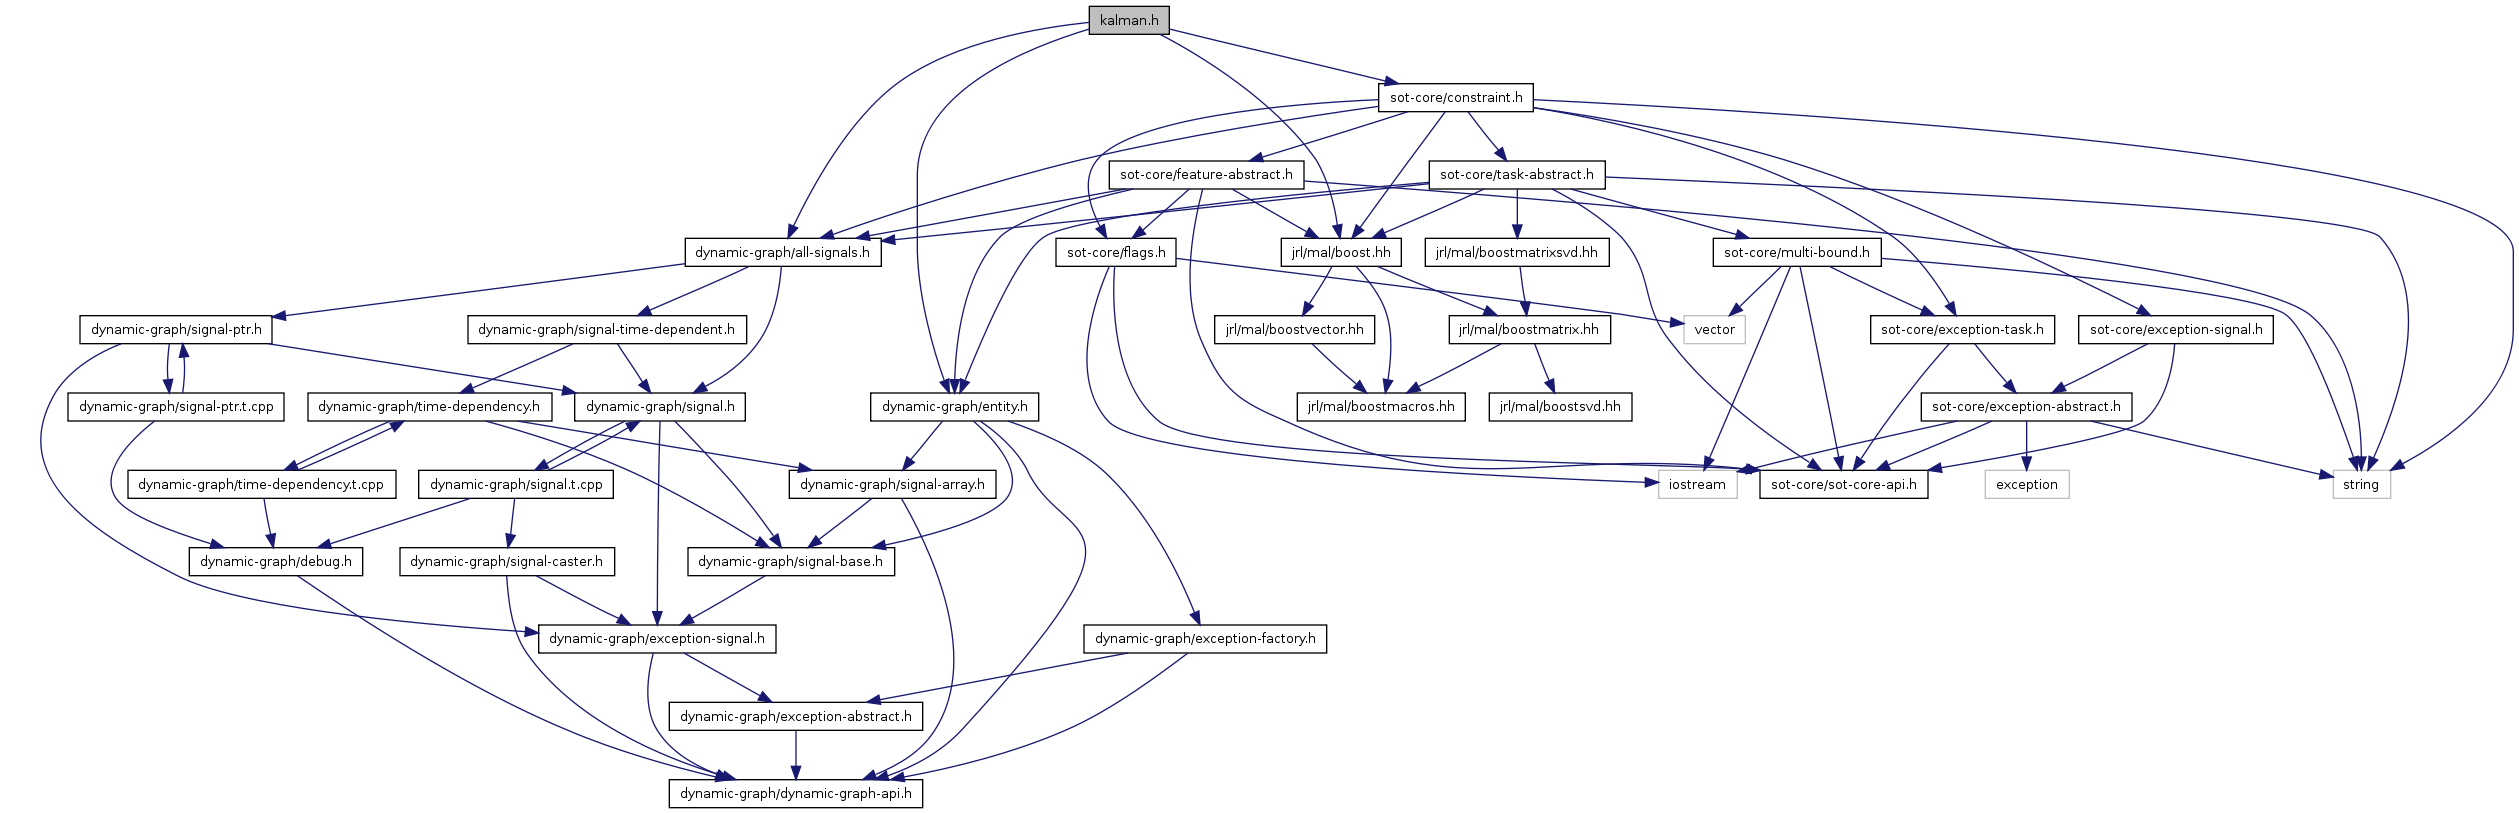 kalman.h
sot-core/constraint.h
sot-core/feature-abstract.h
sot-core/task-abstract.h
dynamic-graph/all-signals.h
sot-core/flags.h
jrl/mal/boost.hh
jrl/mal/boostmatrixsvd.hh
sot-core/multi-bound.h
dynamic-graph/signal-ptr.h
dynamic-graph/signal-time-dependent.h
jrl/mal/boostvector.hh
jrl/mal/boostmatrix.hh
vector
sot-core/exception-task.h
sot-core/exception-signal.h
dynamic-graph/signal-ptr.t.cpp
dynamic-graph/time-dependency.h
dynamic-graph/signal.h
dynamic-graph/entity.h
jrl/mal/boostmacros.hh
jrl/mal/boostsvd.hh
sot-core/exception-abstract.h
dynamic-graph/time-dependency.t.cpp
dynamic-graph/signal.t.cpp
dynamic-graph/signal-array.h
iostream
sot-core/sot-core-api.h
exception
string
dynamic-graph/debug.h
dynamic-graph/signal-caster.h
dynamic-graph/signal-base.h
dynamic-graph/exception-signal.h
dynamic-graph/exception-factory.h
dynamic-graph/exception-abstract.h
dynamic-graph/dynamic-graph-api.h